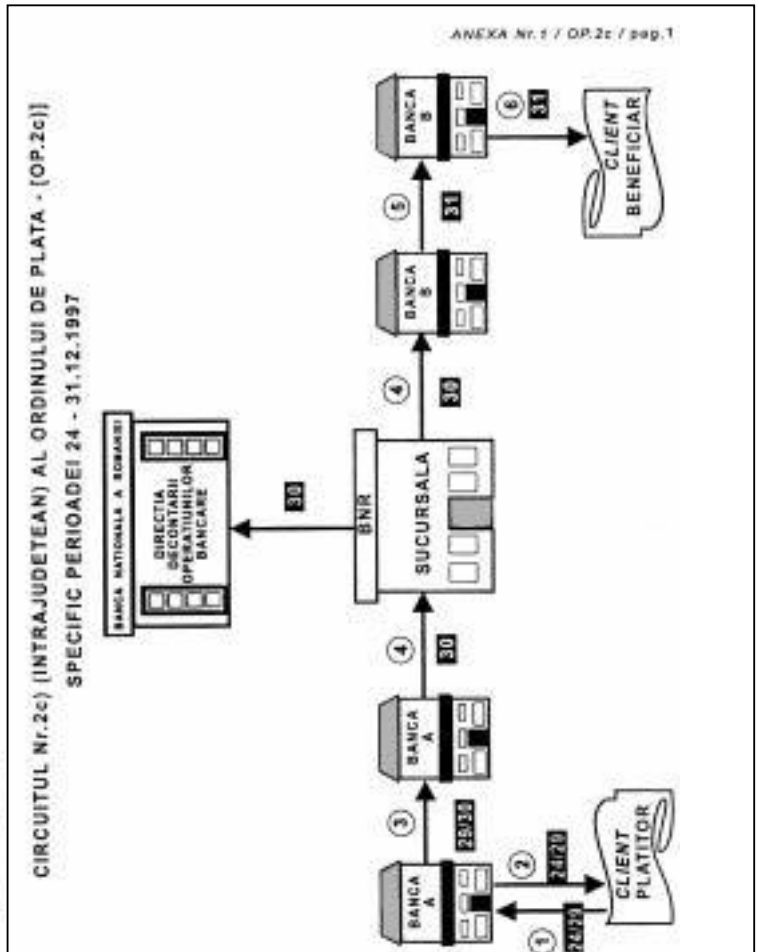 ANEXA Nr.1 / OP.2c / pag.1
CIRCUITUL Nr.2c) (INTRAJUDETEAN) AL ORDINULUI DE PLATA - [OP.2c)]
SPECIFIC PERIOADEI 24 - 31.12.1997
BANCA NATIONALA A ROMANIEI
DIRECTIA
DECONTARII
OPERATIUNILOR
BANCARE
30
BNR
SUCURSALA
CLIENT
PLATITOR
1
24/29
2
24/29
BANCA
A
3
29/30
BANCA
A
4
30
4
30
BANCA
B
5
31
BANCA
B
6
31
CLIENT
BENEFICIAR